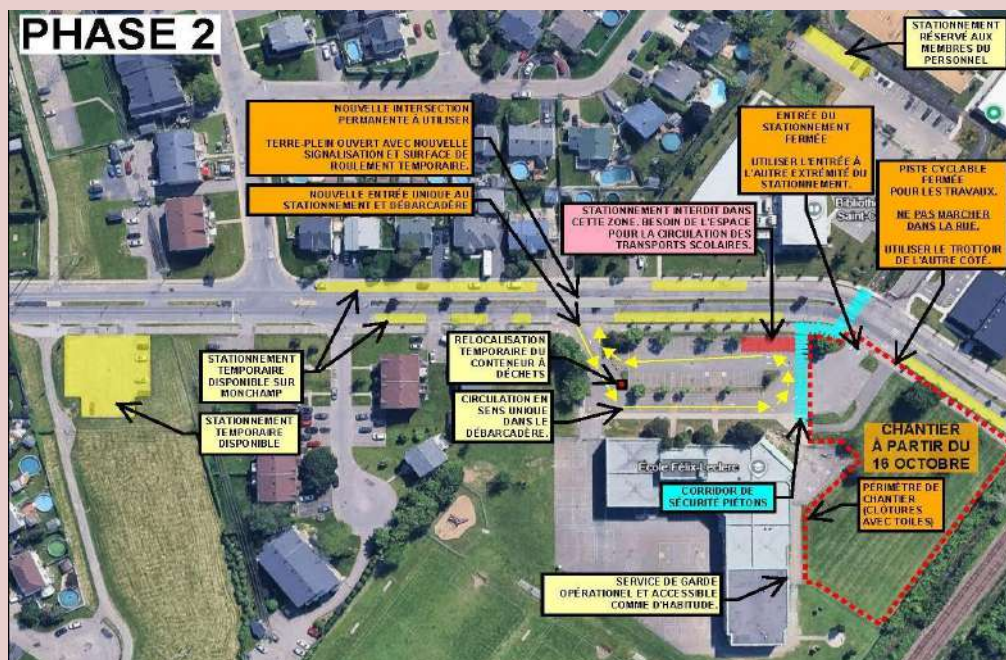 PHASE 2
STATIONNEMENT
RÉSERVÉ AUX
MEMBRES DU
PERSONNEL
NOUVELLE INTERSECTION
PERMANENTE À UTILISER
TERRE-PLEIN OUVERT AVEC NOUVELLE
SIGNALISATION ET SURFACE DE
ROULEMENT TEMPORAIRE.
NOUVELLE ENTRÉE UNIQUE AU
STATIONNEMENT ET DÉBARCADÈRE
ENTRÉE DU
STATIONNEMENT
FERMÉE
UTILISER L'ENTRÉE À
L'AUTRE EXTRÉMITÉ DU
STATIONNEMENT.
PISTE CYCLABLE
FERMÉE
POUR LES TRAVAUX.
NE PAS MARCHER
DANS LA RUE.
UTILISER LE TROTTOIR
DE L'AUTRE COTÉ.
STATIONNEMENT INTERDIT DANS
CETTE ZONE. BESOIN DE L'ESPACE
POUR LA CIRCULATION DES
TRANSPORTS SCOLAIRES.
Saint-C
RELOCALISATION
TEMPORAIRE DU
CONTENEUR À
DÉCHETS
STATIONNEMENT
TEMPORAIRE
DISPONIBLE SUR
MONCHAMP
CIRCULATION EN
SENS UNIQUE
DANS LE
DÉBARCADÈRE.
STATIONNEMENT
TEMPORAIRE
DISPONIBLE
CHANTIER
À PARTIR DU
16 OCTOBRE
École Félix-Leclerc
CORRIDOR DE
SÉCURITÉ PIÉTONS
PÉRIMÈTRE DE
CHANTIER
(CLÔTURES
AVEC TOILES)
SERVICE DE GARDE
OPÉRATIONEL ET ACCESSIBLE
COMME D'HABITUDE.